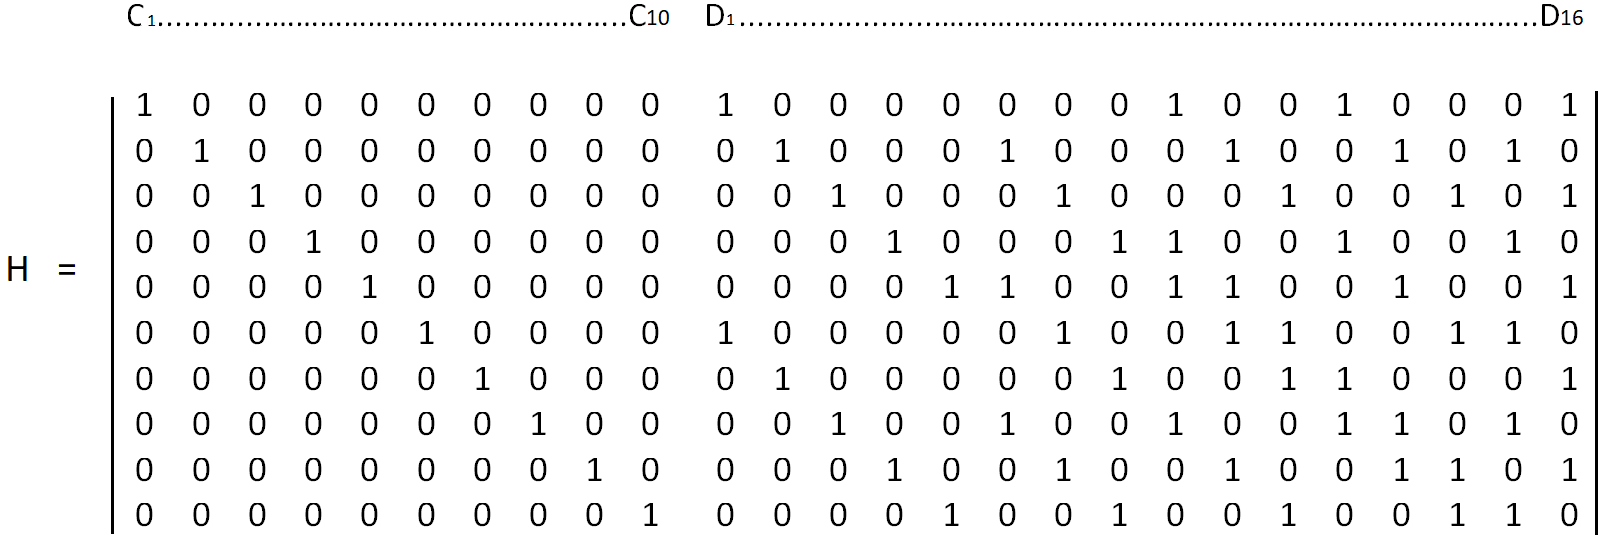 C1......................................................C10 D1..........................................................................................D16
1 0 0 0 0 0 0 0 0 0 1 0 0 0 0 0 0 0 1 0 0 1 0 0 0 1
0 1 0 0 0 0 0 0 0 0 0 1 0 0 0 1 0 0 0 1 0 0 1 0 1 0
0 0 1 0 0 0 0 0 0 0 0 0 1 0 0 0 1 0 0 0 1 0 0 1 0 1
0 0 0 1 0 0 0 0 0 0 0 0 0 1 0 0 0 1 1 0 0 1 0 0 1 0
H = 0 0 0 0 1 0 0 0 0 0 0 0 0 0 1 1 0 0 1 1 0 0 1 0 0 1
0 0 0 0 0 1 0 0 0 0 1 0 0 0 0 0 1 0 0 1 1 0 0 1 1 0
0 0 0 0 0 0 1 0 0 0 0 1 0 0 0 0 0 1 0 0 1 1 0 0 0 1
0 0 0 0 0 0 0 1 0 0 0 0 1 0 0 1 0 0 1 0 0 1 1 0 1 0
0 0 0 0 0 0 0 0 1 0 0 0 0 1 0 0 1 0 0 1 0 0 1 1 0 1
0 0 0 0 0 0 0 0 0 1 0 0 0 0 1 0 0 1 0 0 1 0 0 1 1 0